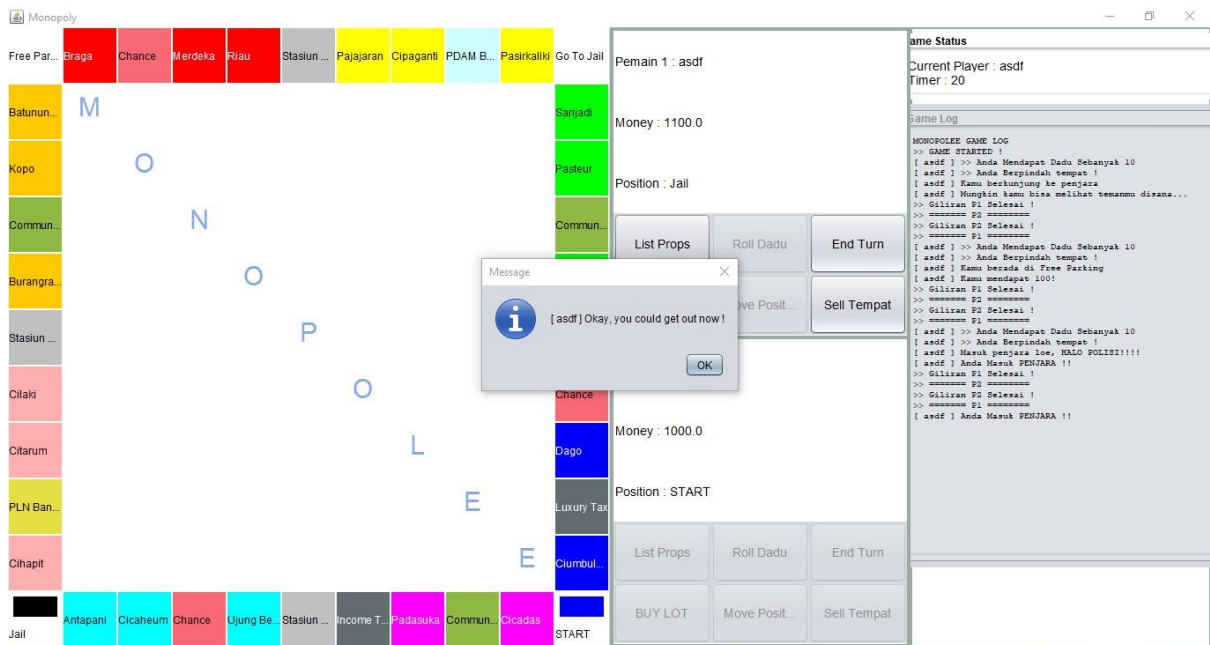 Monopoly
Free Par...
Braga
Chance
Merdeka
Riau
Stasiun ...
Pajajaran
Cipaganti
PDAM B...
Pasirkaliki
Go To Jail
Batunun...
Kopo
Commun...
Burangra...
Stasiun ...
Cilaki
Citarum
PLN Ban...
Cihapit
M
O
N
O
P
O
L
E
E
Sarijadi
Pasteur
Commun...
Chance
Dago
Luxury Tax
Ciumbul...
Jail
Antapani
Cicaheum
Chance
Ujung Be...
Stasiun ...
Income T...
Padasuka
Commun...
Cicadas
START
Pemain 1 : asdf
Money : 1100.0
Position : Jail
List Props
Roll Dadu
End Turn
Sell Tempat
Message
[ asdf ] Okay, you could get out now !
OK
Money : 1000.0
Position : START
List Props
Roll Dadu
End Turn
BUY LOT
Move Posit...
Sell Tempat
ame Status
Current Player : asdf
Timer : 20
Game Log
MONOPOLEE GAME LOG
>> GAME STARTED !
[ asdf ] >> Anda Mendapat Dadu Sebanyak 10
[ asdf ] >> Anda Berpindah tempat !
[ asdf ] Kamu berkunjung ke penjara
[ asdf ] Mungkin kamu bisa melihat temanmu disana...
>> Giliran P1 Selesai !
>> ======= P2 ========
>> Giliran P2 Selesai !
>> ======= P1 ========
[ asdf ] >> Anda Mendapat Dadu Sebanyak 10
[ asdf ] >> Anda Berpindah tempat !
[ asdf ] Kamu berada di Free Parking
[ asdf ] Kamu mendapat 100!
>> Giliran P1 Selesai !
>> ======= P2 ========
>> Giliran P2 Selesai !
>> ======= P1 ========
[ asdf ] >> Anda Mendapat Dadu Sebanyak 10
[ asdf ] >> Anda Berpindah tempat !
[ asdf ] Masuk penjara loe, HALO POLISI!!!!
[ asdf ] Anda Masuk PENJARA !!
>> Giliran P1 Selesai !
>> ======= P2 ========
>> Giliran P2 Selesai !
>> ======= P1 ========
[ asdf ] Anda Masuk PENJARA !!